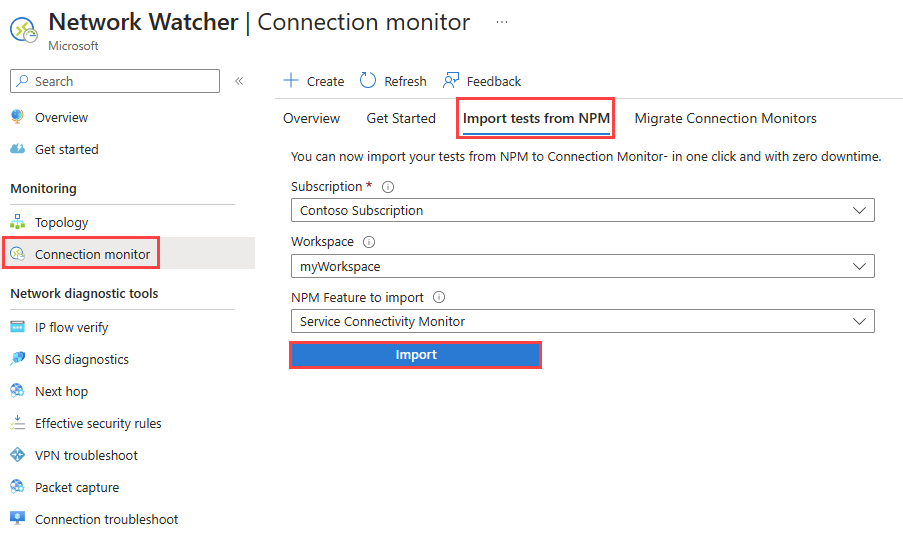 Network Watcher | Connection monitor ...
Microsoft
Search «
Overview
Get started
Monitoring
Topology
Connection monitor
Network diagnostic tools
IP flow verify
NSG diagnostics
Next hop
Effective security rules
VPN troubleshoot
Packet capture
Connection troubleshoot
Create Refresh Feedback
Overview Get Started Import tests from NPM Migrate Connection Monitors
You can now import your tests from NPM to Connection Monitor- in one click and with zero downtime.
Subscription *
Contoso Subscription
Workspace
myWorkspace
NPM Feature to import
Service Connectivity Monitor
Import